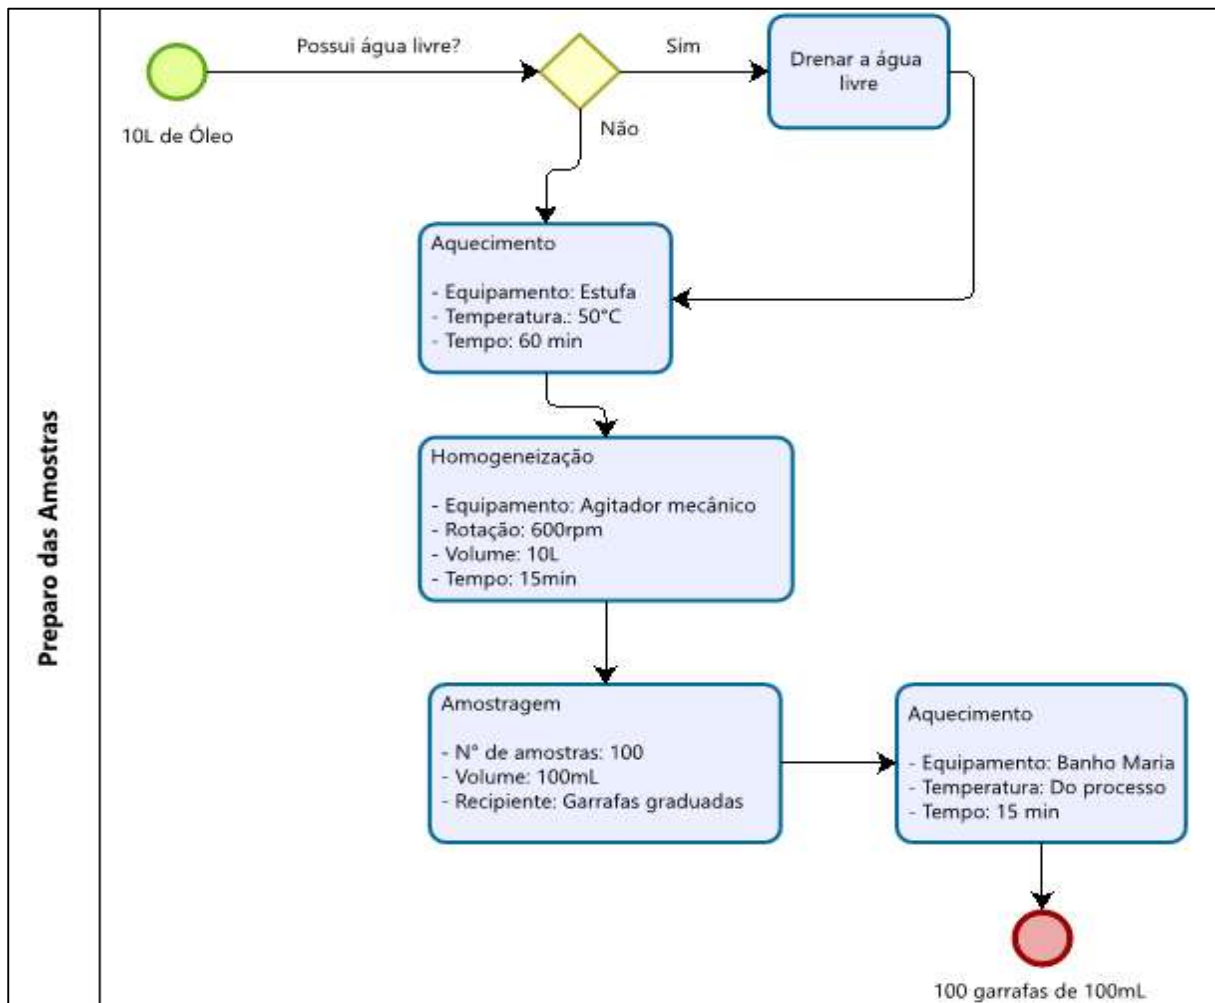 Preparo das Amostras
Possui água livre?
Sim
Drenar a água
livre
Não
10L de Óleo
Aquecimento
- Equipamento: Estufa
- Temperatura.: 50°C
- Tempo: 60 min
Homogeneização
- Equipamento: Agitador mecânico
- Rotação: 600rpm
- Volume: 10L
- Tempo: 15min
Amostragem
- N° de amostras: 100
- Volume: 100mL
- Recipiente: Garrafas graduadas
Aquecimento
- Equipamento: Banho Maria
- Temperatura: Do processo
- Tempo: 15 min
100 garrafas de 100mL